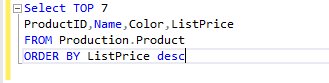 Select TOP 7
ProductID,Name,Color,ListPrice
FROM Production.Product
ORDER BY ListPrice desc